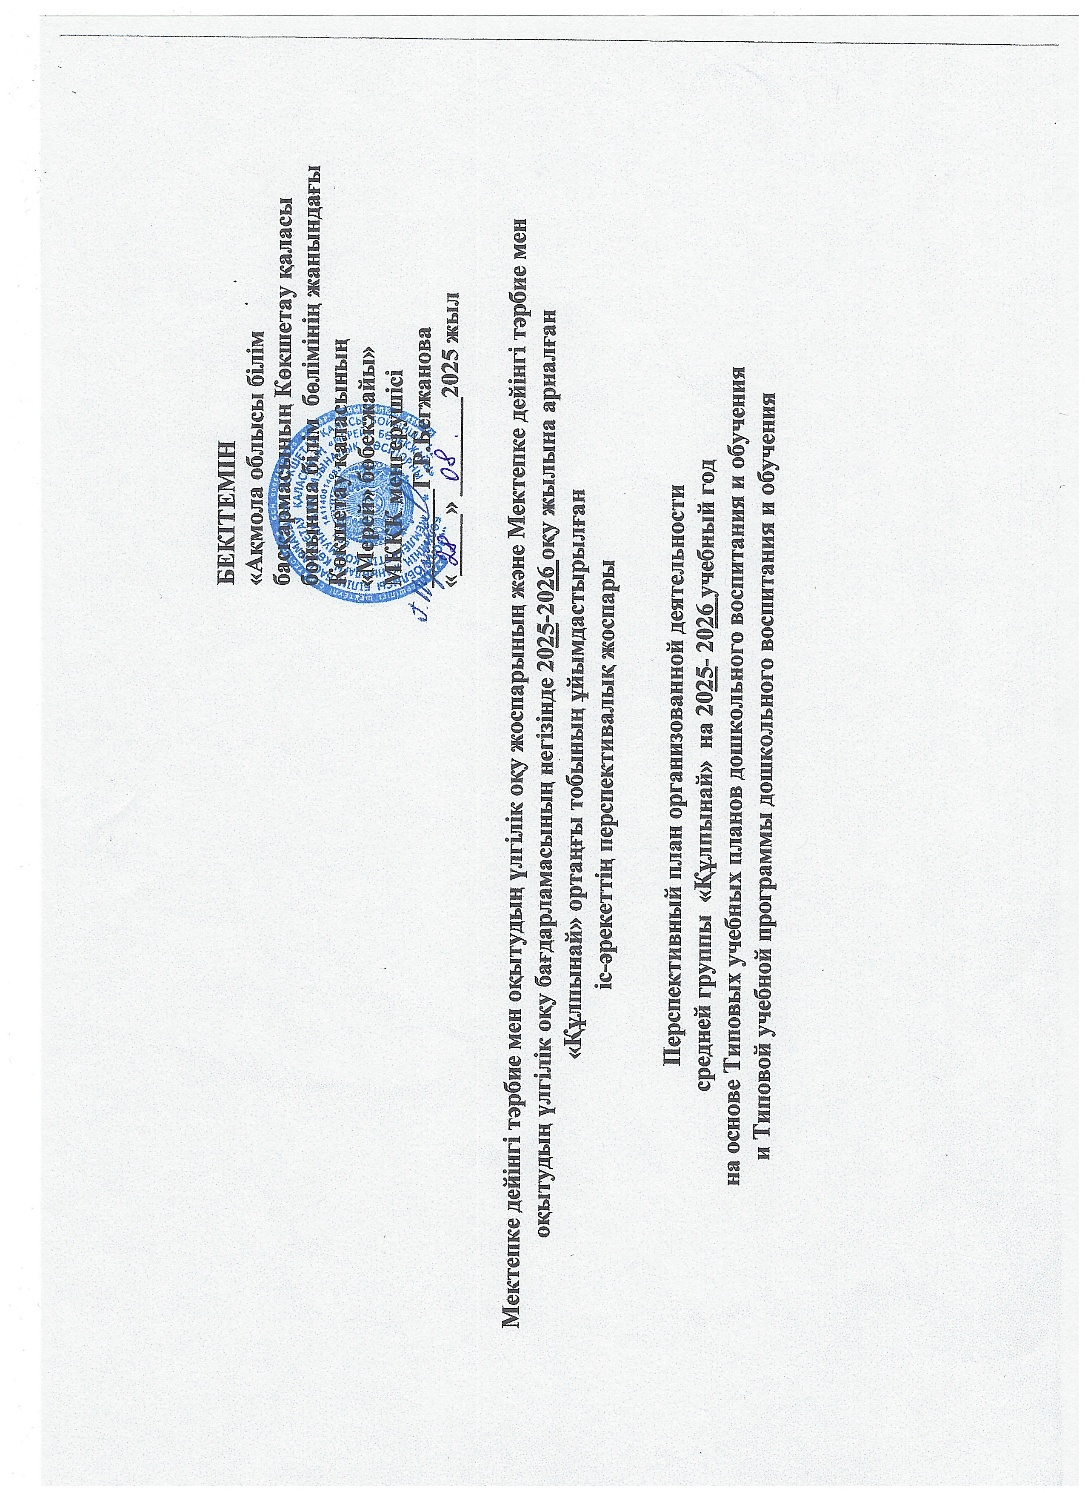 БЕКІТЕМІН
«Ақмола облысы білім
басқармасының Көкшетау қаласы
бойынша білім бөлімінің жанындағы
Көкшетау қаласының
«Мерей» бөбекжайы»
МКҚК меңгерушісі
Г.Р.Бегжанова
«28» 08. 2025 жыл
Мектепке дейінгі тәрбие мен оқытудың үлгілік оқу жоспарының және Мектепке дейінгі тәрбие мен
оқытудың үлгілік оқу бағдарламасының негізінде 2025-2026 оқу жылына арналған
«Құлпынай» ортаңғы тобының ұйымдастырылған
іс-әрекеттің перспективалық жоспары
Перспективный план организованной деятельности
средней группы «Құлпынай» на 2025- 2026 учебный год
на основе Типовых учебных планов дошкольного воспитания и обучения
и Типовой учебной программы дошкольного воспитания и обучения